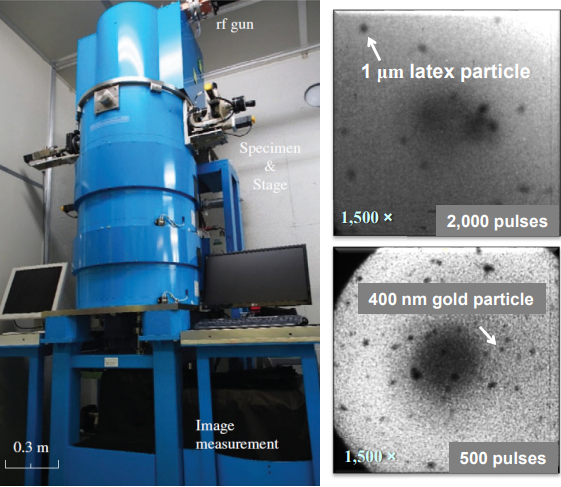 rf gun
Specimen
&
Stage
Image
measurement
0.3 m
1 μm latex particle
1,500 ×
2,000 pulses
400 nm gold particle
1,500 ×
500 pulses